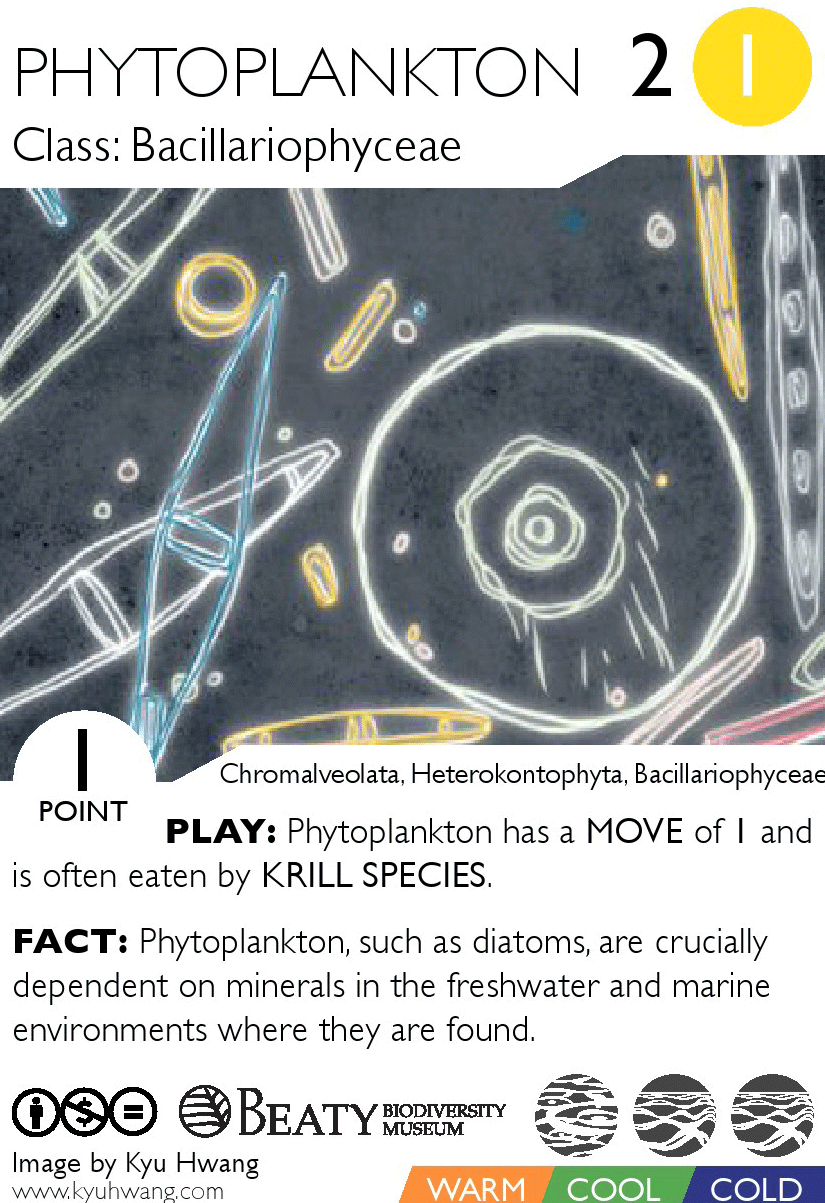 PHYTOPLANKTON 2 1
Class: Bacillariophyceae
Chromalveolata, Heterokontophyta, Bacillariophyceae
1
POINT
PLAY: Phytoplankton has a MOVE of 1 and
is often eaten by KRILL SPECIES.
FACT: Phytoplankton, such as diatoms, are crucially
dependent on minerals in the freshwater and marine
environments where they are found.
BEATY BIODIVERSITY
MUSEUM
Image by Kyu Hwang
www.kyuhwang.com
WARM COOL COLD